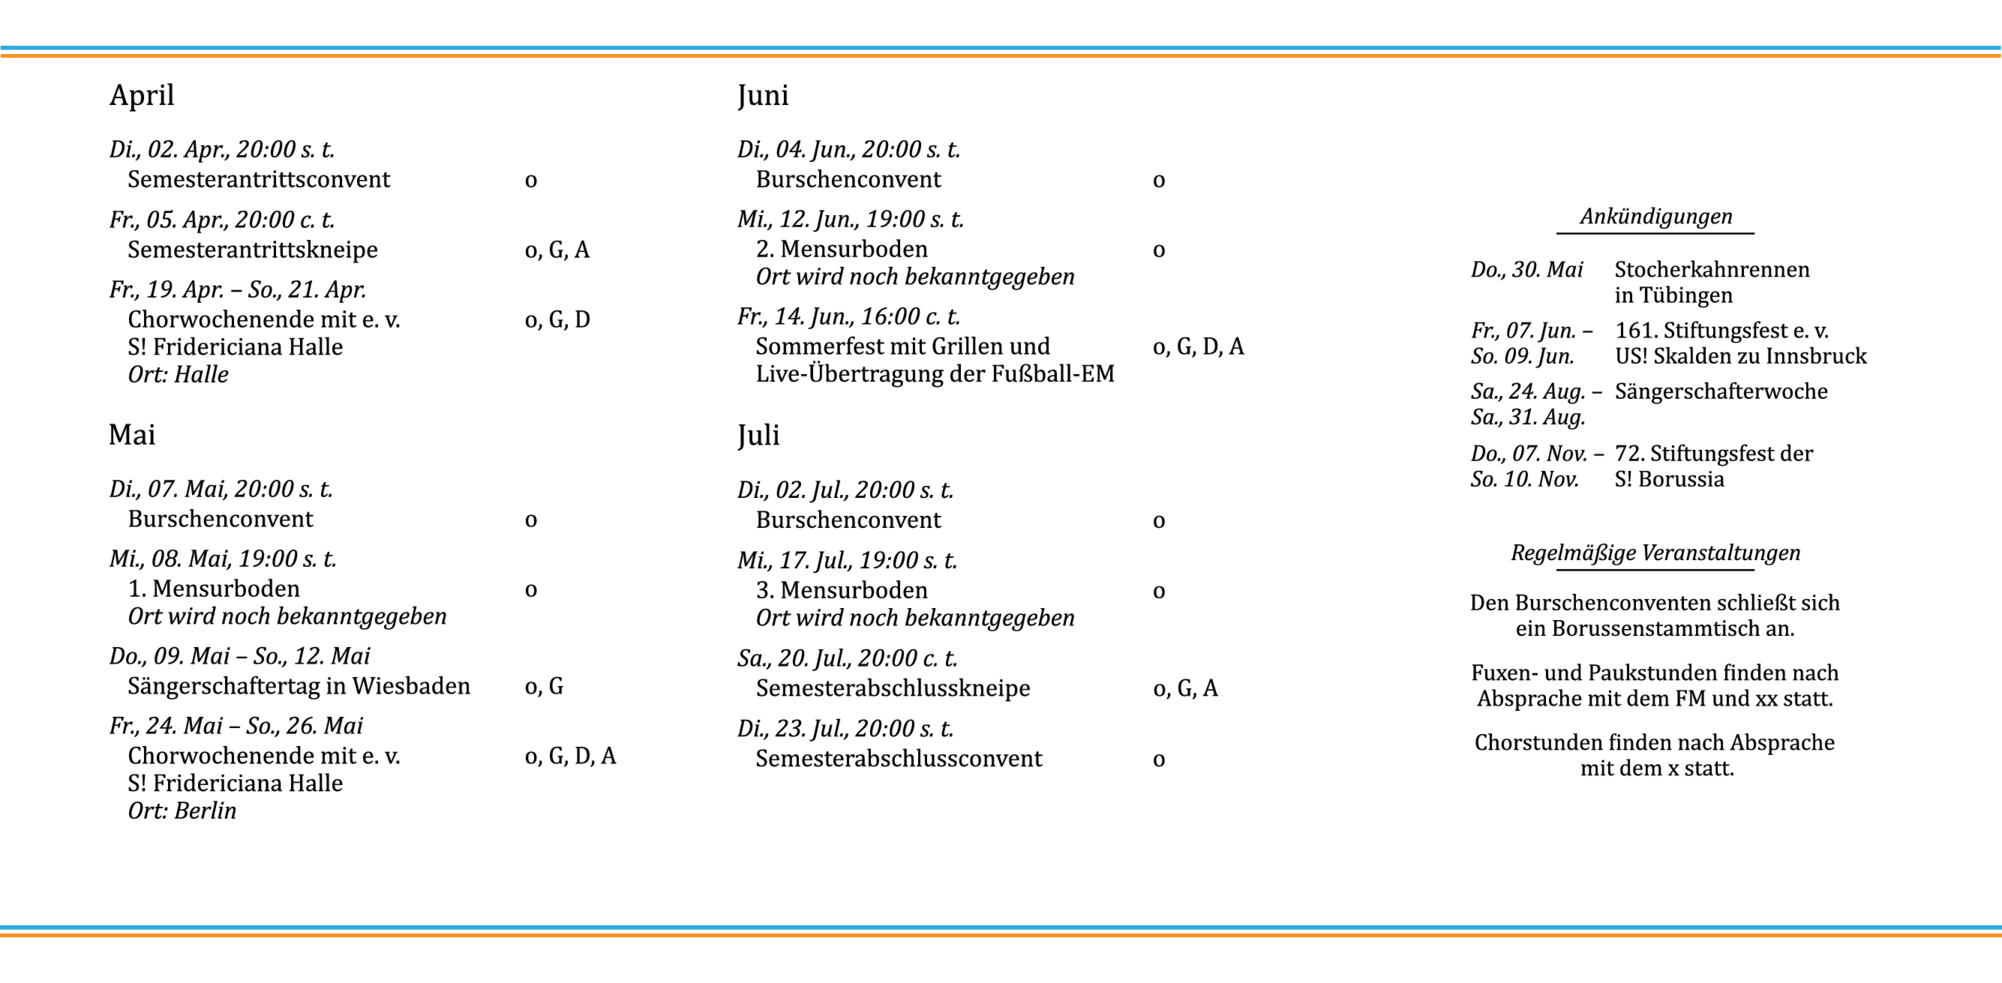 April
Di., 02. Apr., 20:00 s. t.
Semesterantrittsconvent o
Fr., 05. Apr., 20:00 c. t.
Semesterantrittskneipe o, G, A
Fr., 19. Apr. – So., 21. Apr.
Chorwochenende mit e. v. o, G, D
S! Fridericiana Halle
Ort: Halle
Mai
Di., 07. Mai, 20:00 s. t.
Burschenconvent o
Mi., 08. Mai, 19:00 s. t.
1. Mensurboden o
Ort wird noch bekanntgegeben
Do., 09. Mai – So., 12. Mai
Sängerschaftertag in Wiesbaden o, G
Fr., 24. Mai – So., 26. Mai
Chorwochenende mit e. v. o, G, D, A
S! Fridericiana Halle
Ort: Berlin
Juni
Di., 04. Jun., 20:00 s. t.
Burschenconvent o
Mi., 12. Jun., 19:00 s. t.
2. Mensurboden o
Ort wird noch bekanntgegeben
Fr., 14. Jun., 16:00 c. t.
Sommerfest mit Grillen und o, G, D, A
Live-Übertragung der Fußball-EM
Juli
Di., 02. Jul., 20:00 s. t.
Burschenconvent o
Mi., 17. Jul., 19:00 s. t.
3. Mensurboden o
Ort wird noch bekanntgegeben
Sa., 20. Jul., 20:00 c. t.
Semesterabschlusskneipe o, G, A
Di., 23. Jul., 20:00 s. t.
Semesterabschlussconvent o
Ankündigungen
Do., 30. Mai Stocherkahnrennen
in Tübingen
Fr., 07. Jun. – 161. Stiftungsfest e. v.
So. 09. Jun. US! Skalden zu Innsbruck
Sa., 24. Aug. – Sängerschafterwoche
Sa., 31. Aug.
Do., 07. Nov. – 72. Stiftungsfest der
So. 10. Nov. S! Borussia
Regelmäßige Veranstaltungen
Den Burschenconventen schließt sich
ein Borussenstammtisch an.
Fuxen- und Paukstunden finden nach
Absprache mit dem FM und xx statt.
Chorstunden finden nach Absprache
mit dem x statt.